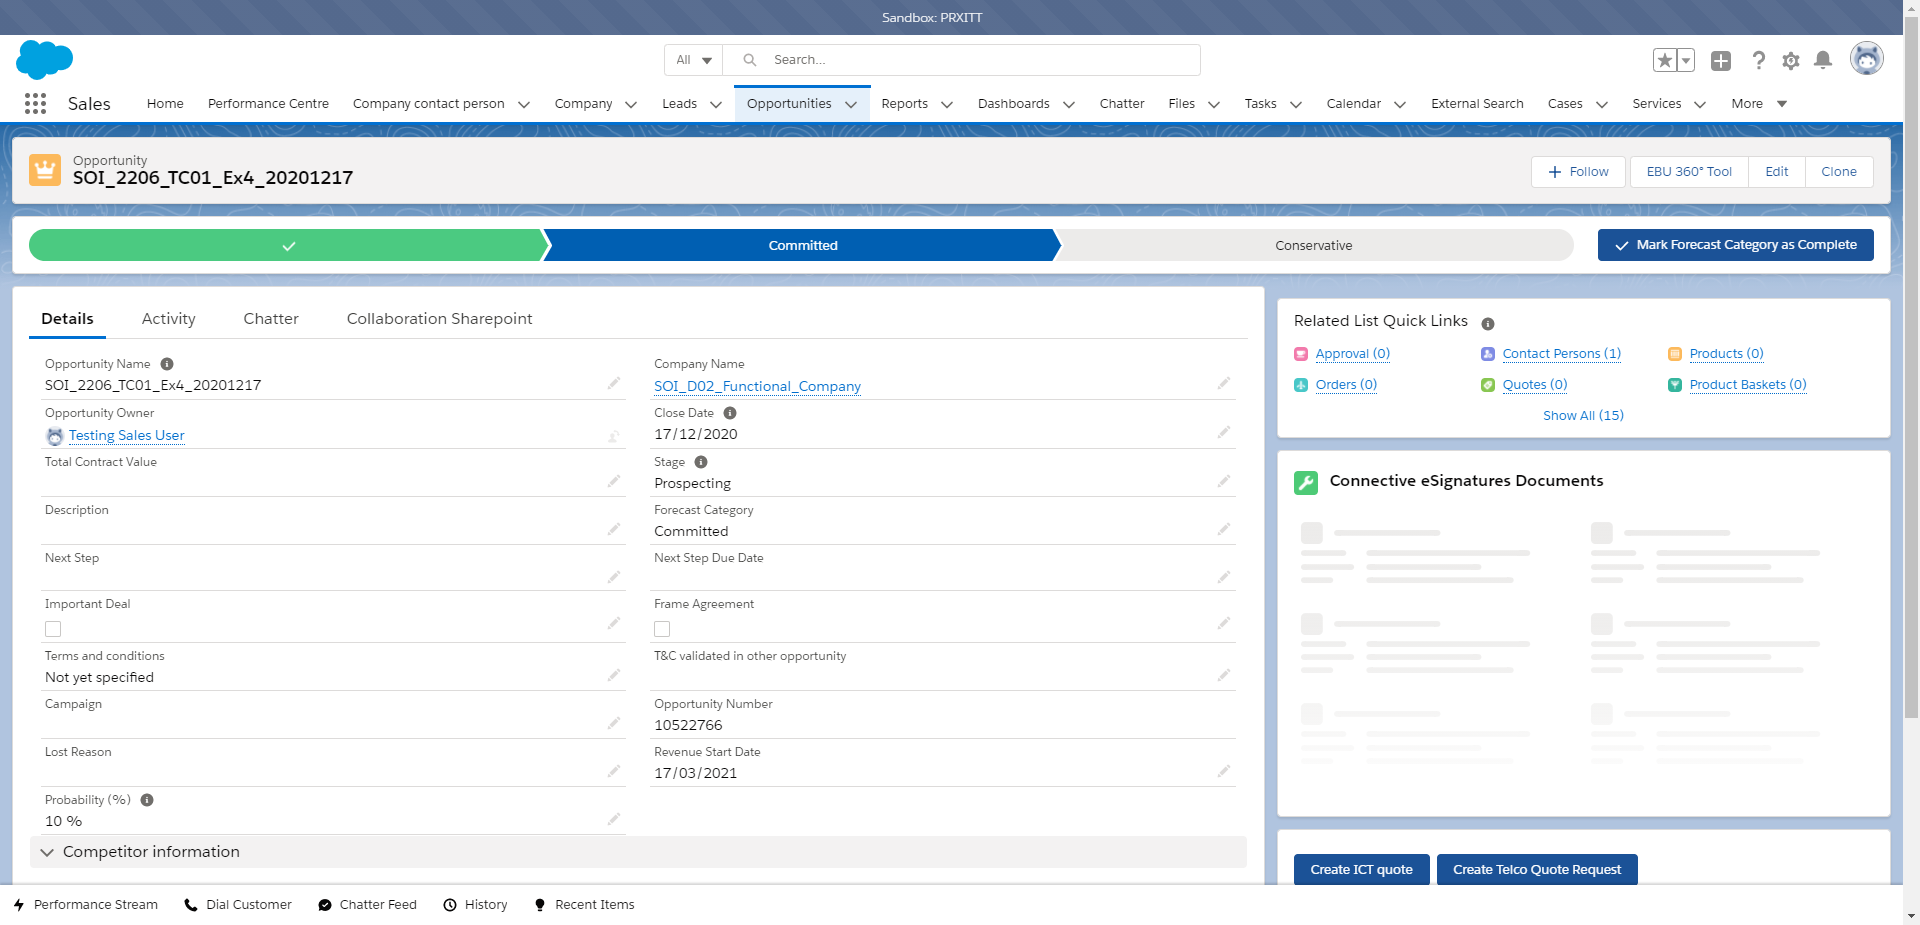 Sandbox: PRXITT
All
Search...
Sales
Home
Performance Centre
Company contact person
Company
Leads
Opportunities
Reports
Dashboards
Chatter
Files
Tasks
Calendar
External Search
Cases
Services
More
Opportunity
SOI_2206_TC01_Ex4_20201217
Follow
EBU 360° Tool
Edit
Clone
Committed
Conservative
Mark Forecast Category as Complete
Details
Activity
Chatter
Collaboration Sharepoint
Opportunity Name
SOI_2206_TC01_Ex4_20201217
Company Name
SOI_D02_Functional_Company
Opportunity Owner
Testing Sales User
Close Date
17/12/2020
Total Contract Value
Stage
Prospecting
Description
Forecast Category
Committed
Next Step
Next Step Due Date
Important Deal
Frame Agreement
Terms and conditions
Not yet specified
T&C validated in other opportunity
Campaign
Opportunity Number
10522766
Lost Reason
Revenue Start Date
17/03/2021
Probability (%)
10 %
Competitor information
Related List Quick Links
Approval (0)
Contact Persons (1)
Products (0)
Orders (0)
Quotes (0)
Product Baskets (0)
Show All (15)
Connective eSignatures Documents
Create ICT quote
Create Telco Quote Request
Performance Stream
Dial Customer
Chatter Feed
History
Recent Items